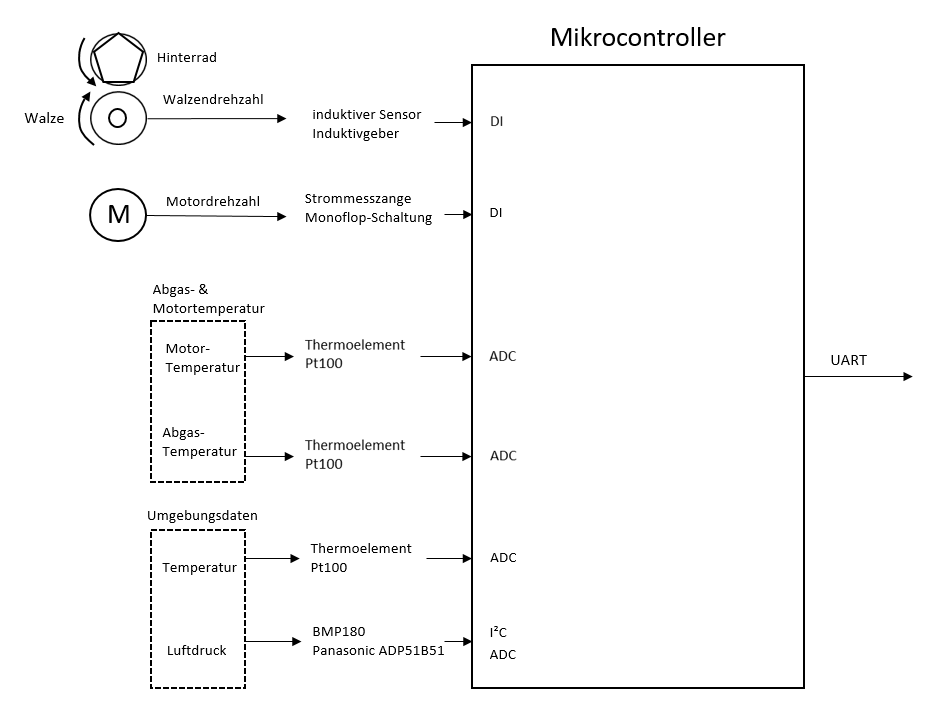 Mikrocontroller
Hinterrad
Walzendrehzahl
Walze
induktiver Sensor
Induktivgeber
DI
M
Motordrehzahl
Strommesszange
Monoflop-Schaltung
DI
Abgas- &
Motortemperatur
Motor-
Temperatur
Thermoelement
Pt100
ADC
UART
Abgas-
Temperatur
Thermoelement
Pt100
ADC
Umgebungsdaten
Temperatur
Thermoelement
Pt100
ADC
Luftdruck
BMP180
Panasonic ADP51B51
I²C
ADC